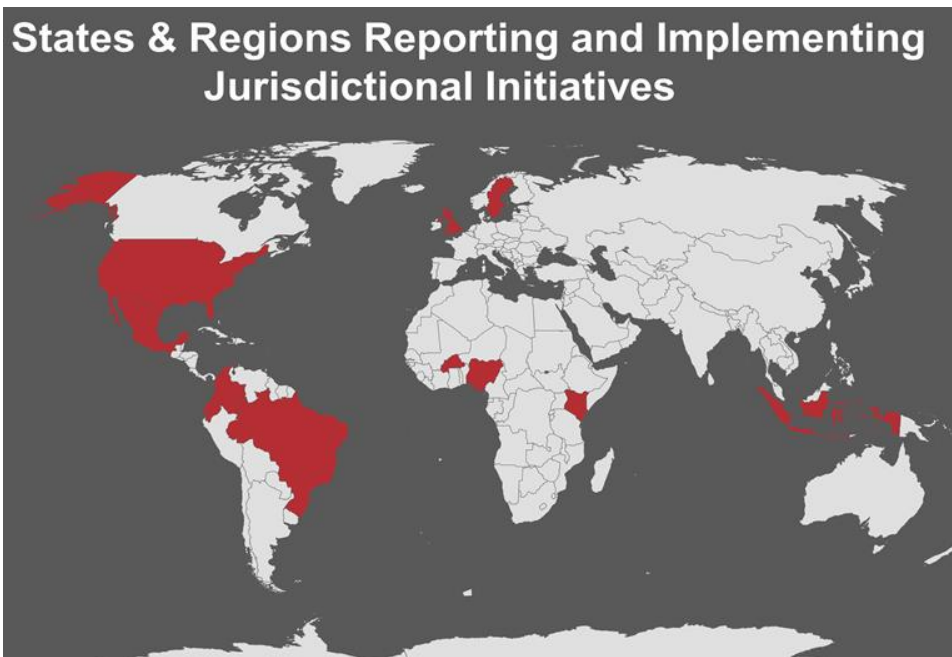 States & Regions Reporting and Implementing
Jurisdictional Initiatives